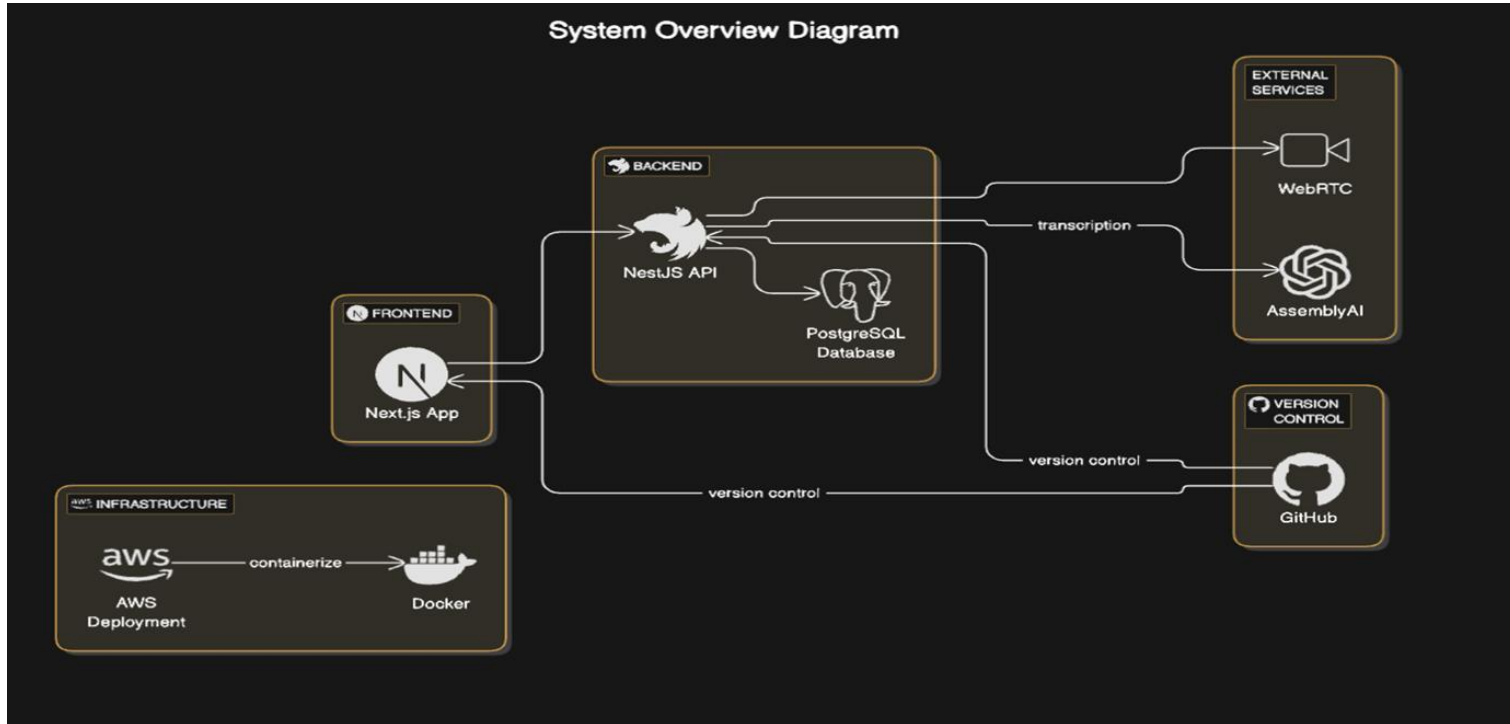 System Overview Diagram
EXTERNAL
SERVICES
WebRTC
transcription
AssemblyAI
BACKEND
NestJS API
PostgreSQL
Database
N FRONTEND
N
Next.js App
VERSION
CONTROL
version control
GitHub
version control
aws INFRASTRUCTURE
aws
containerize
AWS
Deployment
Docker